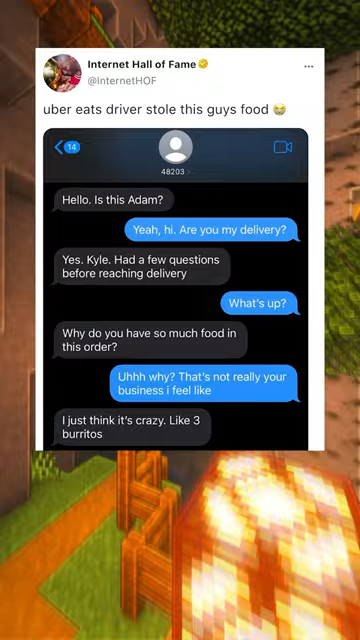 Internet Hall of Fame
@InternetHOF
uber eats driver stole this guys food 😭
14
48203 >
Hello. Is this Adam?
Yeah, hi. Are you my delivery?
Yes. Kyle. Had a few questions
before reaching delivery
What's up?
Why do you have so much food in
this order?
Uhhh why? That's not really your
business i feel like
I just think it's crazy. Like 3
burritos